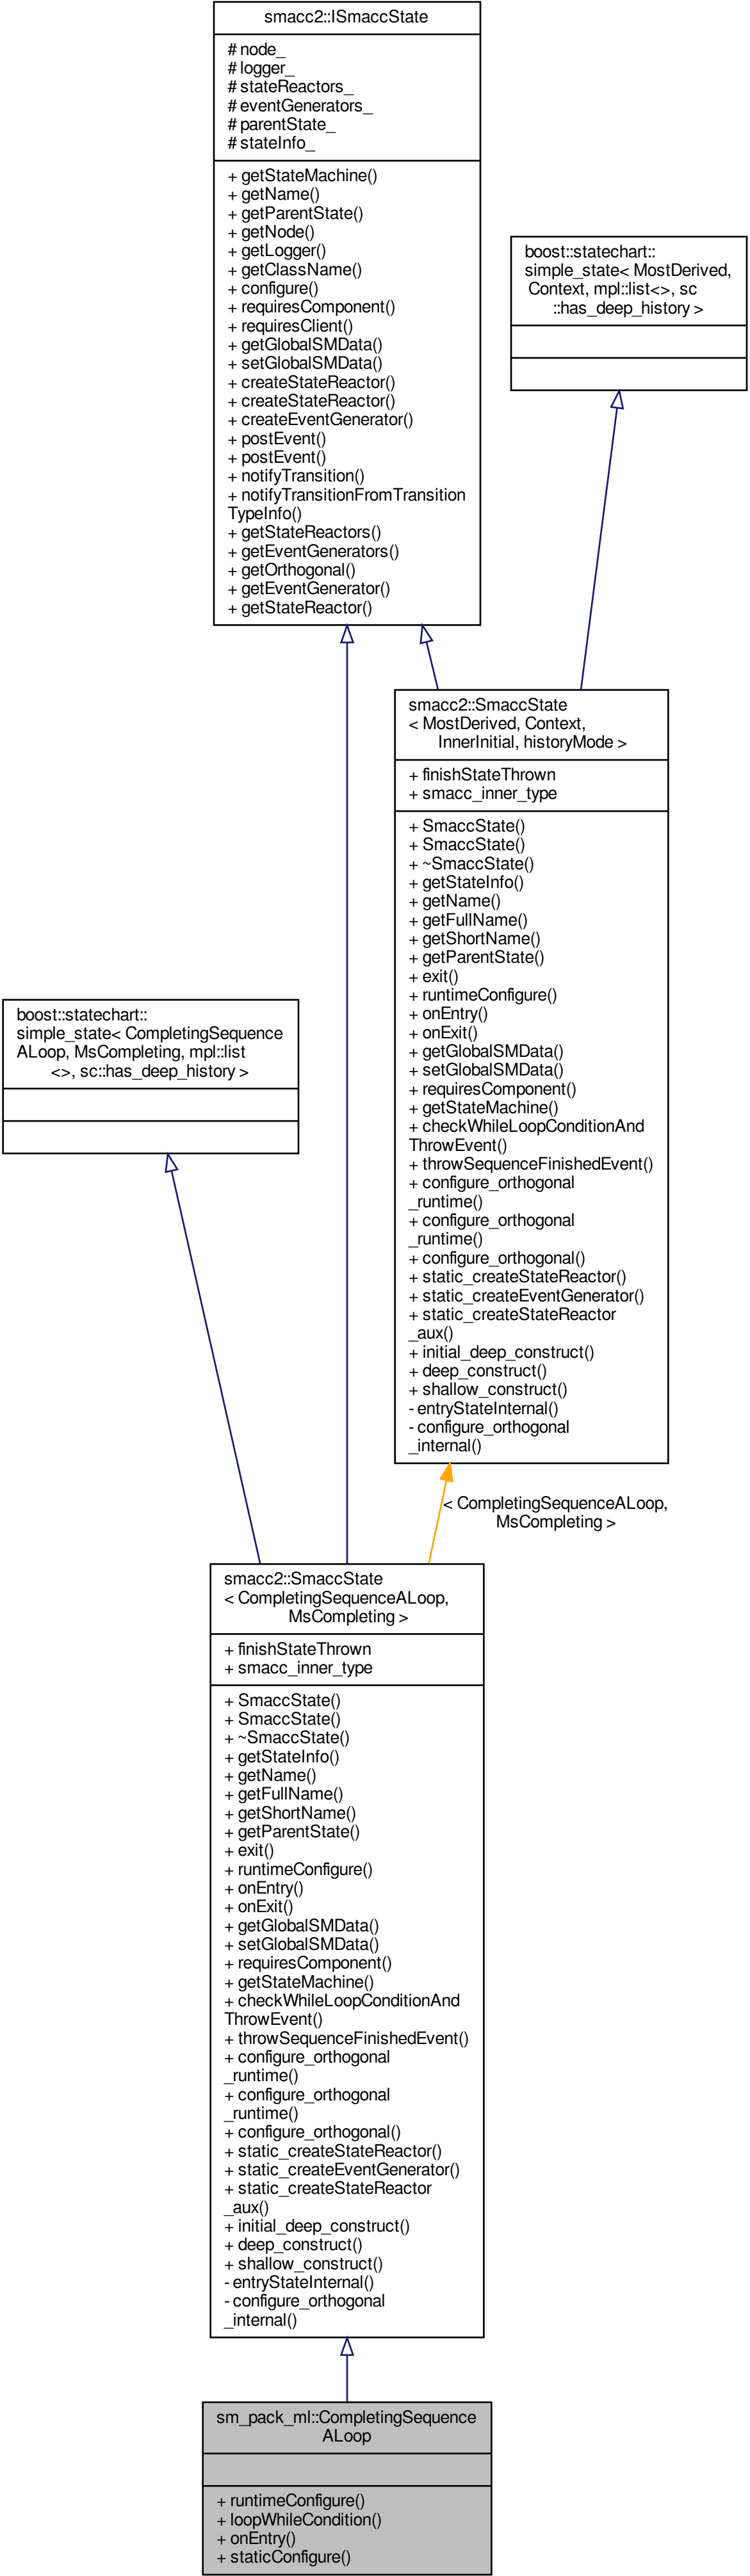 smacc2::ISmaccState
# node_
# logger_
# stateReactors_
# eventGenerators_
# parentState_
# stateInfo_
+ getStateMachine()
+ getName()
+ getParentState()
+ getNode()
+ getLogger()
+ getClassName()
+ configure()
+ requiresComponent()
+ requiresClient()
+ getGlobalSMData()
+ setGlobalSMData()
+ createStateReactor()
+ createStateReactor()
+ createEventGenerator()
+ postEvent()
+ postEvent()
+ notifyTransition()
+ notifyTransitionFromTransition
TypeInfo()
+ getStateReactors()
+ getEventGenerators()
+ getOrthogonal()
+ getEventGenerator()
+ getStateReactor()
boost::statechart::
simple_state< MostDerived,
Context, mpl::list<>, sc
::has_deep_history >
smacc2::SmaccState
< MostDerived, Context,
InnerInitial, historyMode >
+ finishStateThrown
+ smacc_inner_type
+ SmaccState()
+ SmaccState()
+ ~SmaccState()
+ getStateInfo()
+ getName()
+ getFullName()
+ getShortName()
+ getParentState()
+ exit()
+ runtimeConfigure()
+ onEntry()
+ onExit()
+ getGlobalSMData()
+ setGlobalSMData()
+ requiresComponent()
+ getStateMachine()
+ checkWhileLoopConditionAnd
ThrowEvent()
+ throwSequenceFinishedEvent()
+ configure_orthogonal
_runtime()
+ configure_orthogonal
_runtime()
+ configure_orthogonal()
+ static_createStateReactor()
+ static_createEventGenerator()
+ static_createStateReactor
_aux()
+ initial_deep_construct()
+ deep_construct()
+ shallow_construct()
- entryStateInternal()
- configure_orthogonal
_internal()
boost::statechart::
simple_state< CompletingSequence
ALoop, MsCompleting, mpl::list
<>, sc::has_deep_history >
< CompletingSequenceALoop,
MsCompleting >
smacc2::SmaccState
< CompletingSequenceALoop,
MsCompleting >
+ finishStateThrown
+ smacc_inner_type
+ SmaccState()
+ SmaccState()
+ ~SmaccState()
+ getStateInfo()
+ getName()
+ getFullName()
+ getShortName()
+ getParentState()
+ exit()
+ runtimeConfigure()
+ onEntry()
+ onExit()
+ getGlobalSMData()
+ setGlobalSMData()
+ requiresComponent()
+ getStateMachine()
+ checkWhileLoopConditionAnd
ThrowEvent()
+ throwSequenceFinishedEvent()
+ configure_orthogonal
_runtime()
+ configure_orthogonal
_runtime()
+ configure_orthogonal()
+ static_createStateReactor()
+ static_createEventGenerator()
+ static_createStateReactor
_aux()
+ initial_deep_construct()
+ deep_construct()
+ shallow_construct()
- entryStateInternal()
- configure_orthogonal
_internal()
sm_pack_ml::CompletingSequence
ALoop
+ runtimeConfigure()
+ loopWhileCondition()
+ onEntry()
+ staticConfigure()